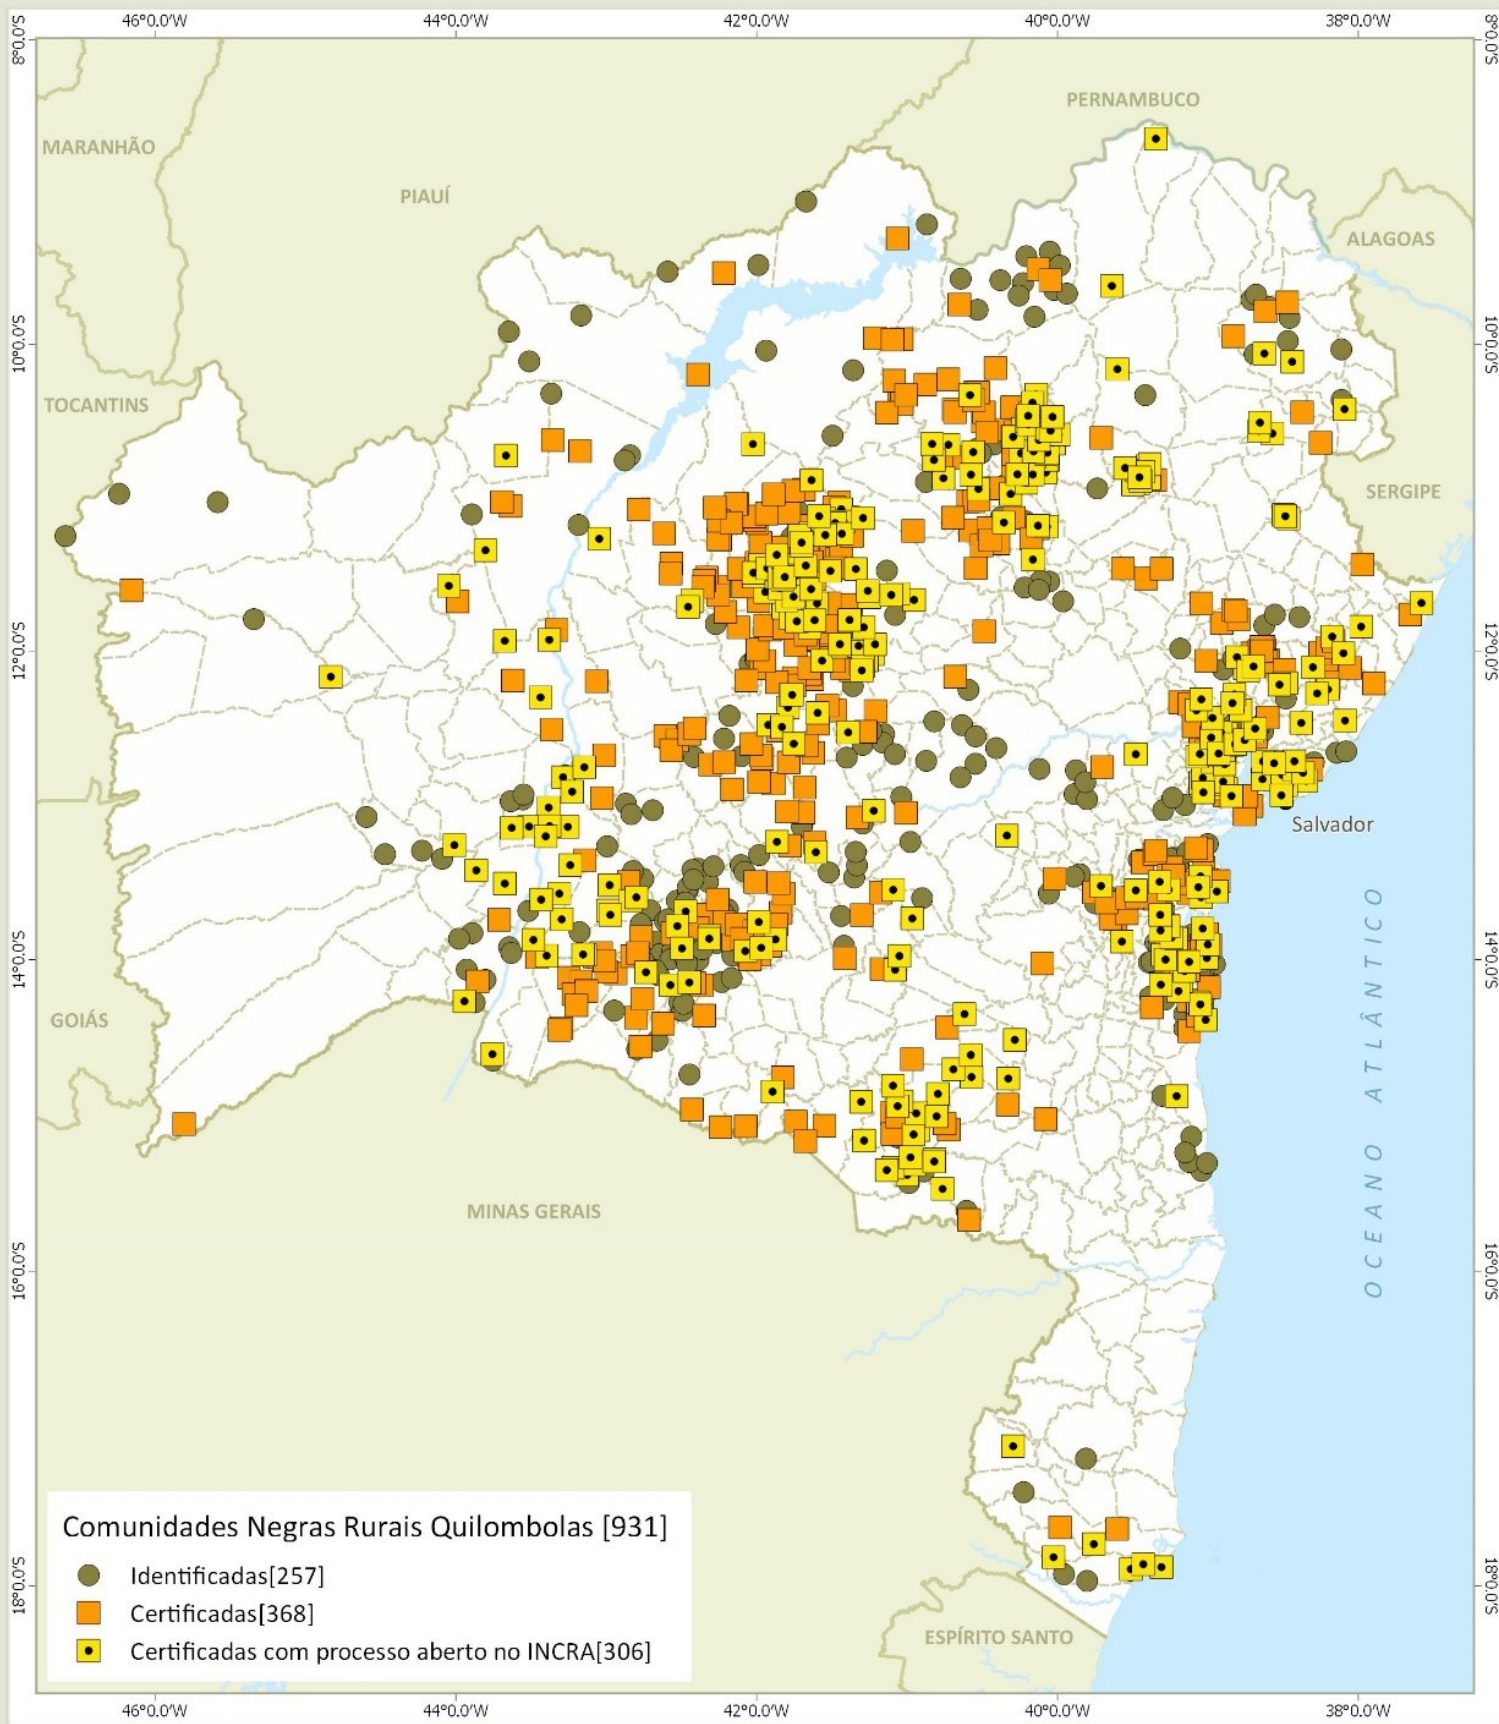 46°0.0'W 44°0.0'W 42°0.0'W 40°0.0'W 38°0.0'W
8°0.0'S 8°0.0'S
PERNAMBUCO
MARANHÃO
PIAUÍ
ALAGOAS
10°0.0'S 10°0.0'S
TOCANTINS
SERGIPE
12°0.0'S 12°0.0'S
Salvador
OCEANO ATLÂNTICO
14°0.0'S 14°0.0'S
GOIÁS
MINAS GERAIS
16°0.0'S 16°0.0'S
Comunidades Negras Rurais Quilombolas [931]
Identificadas[257]
Certificadas[368]
Certificadas com processo aberto no INCRA[306]
18°0.0'S 18°0.0'S
ESPÍRITO SANTO
46°0.0'W 44°0.0'W 42°0.0'W 40°0.0'W 38°0.0'W